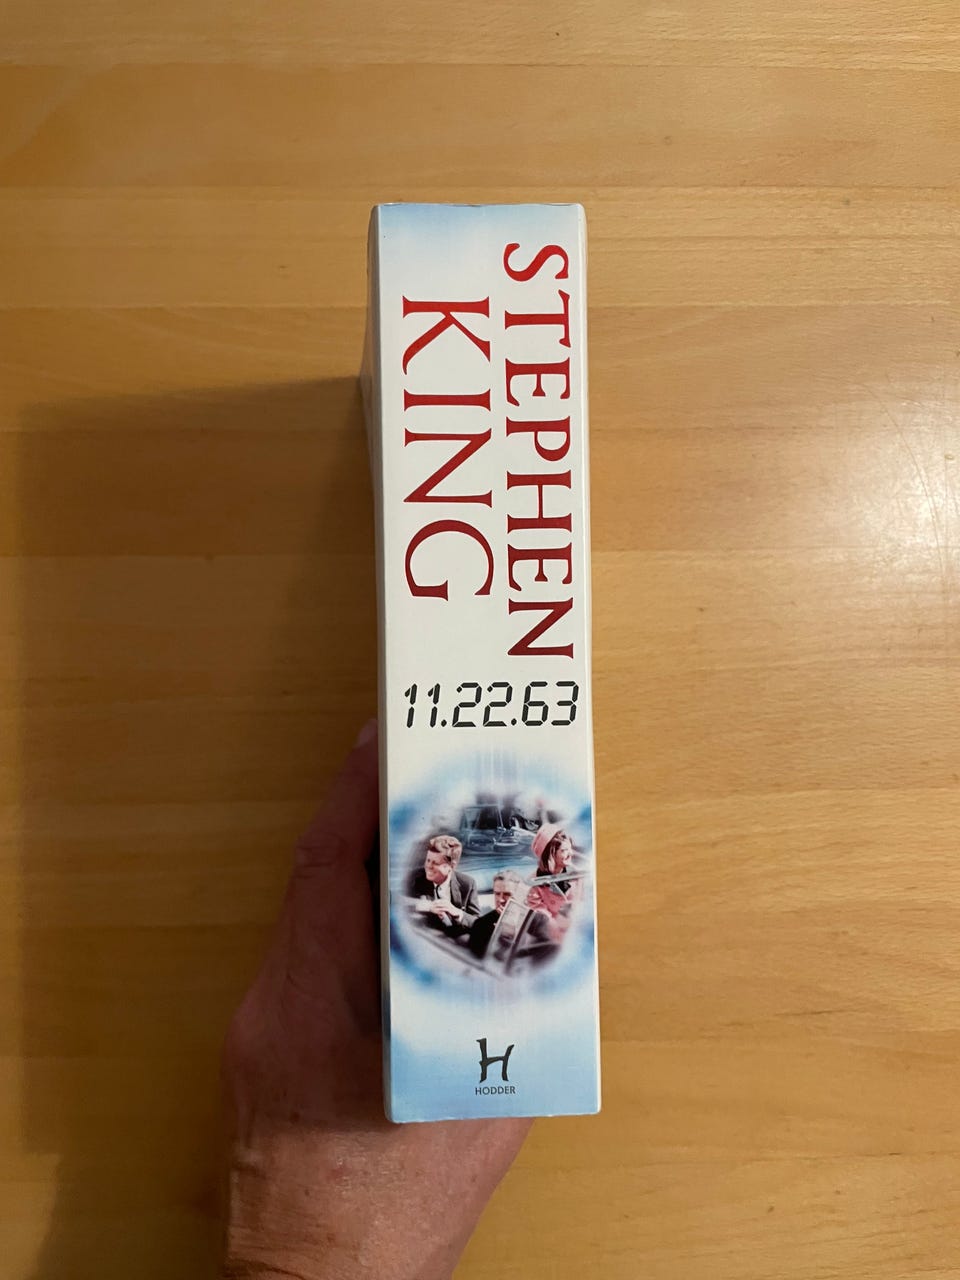 STEPHEN
KING
11.22.63
HODDER